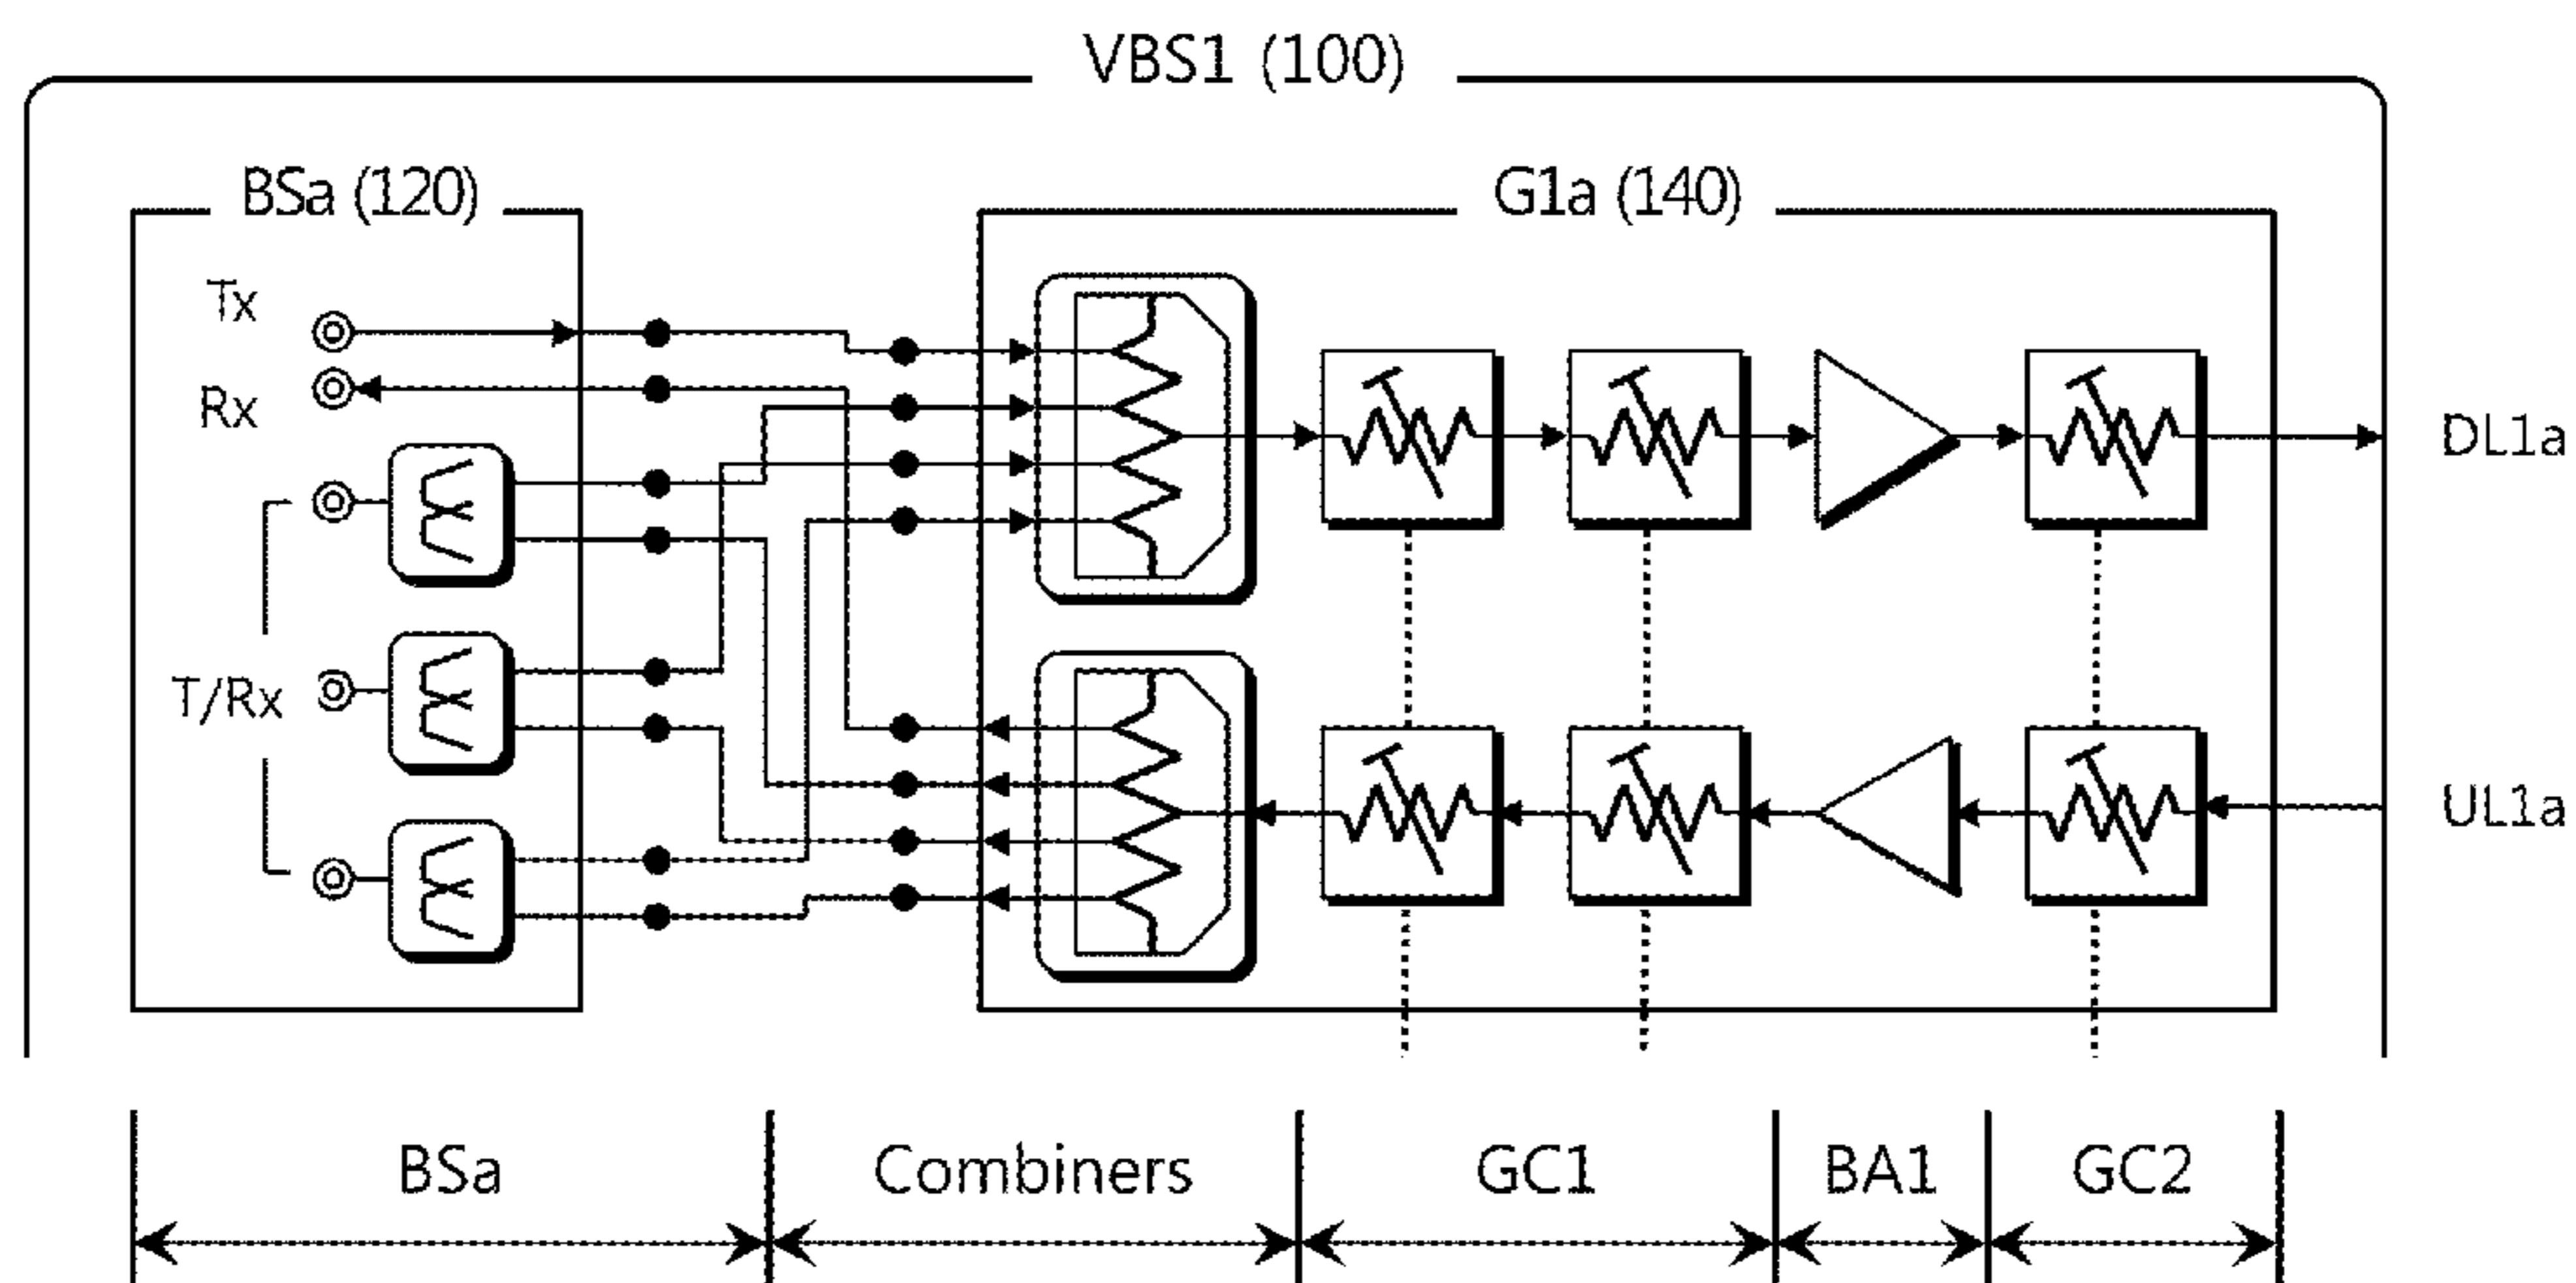 VBS1 (100)
BSa (120)
G1a (140)
Tx
Rx
T/Rx
DL1a
UL1a
BSa
Combiners
GC1
BA1
GC2